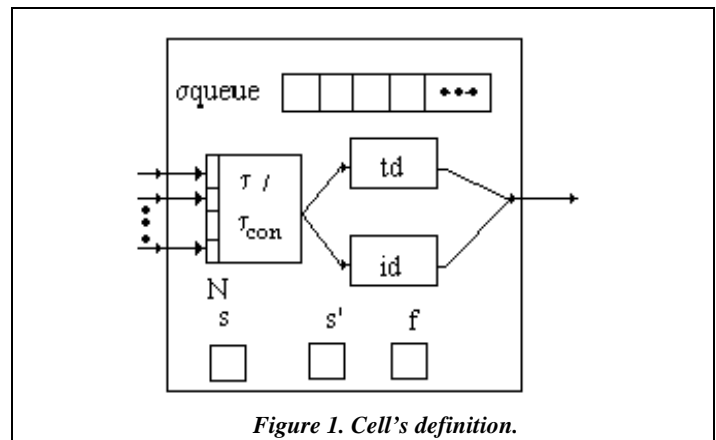 σqueue
td
τ /
τcon
id
N
s s' f
Figure 1. Cell's definition.